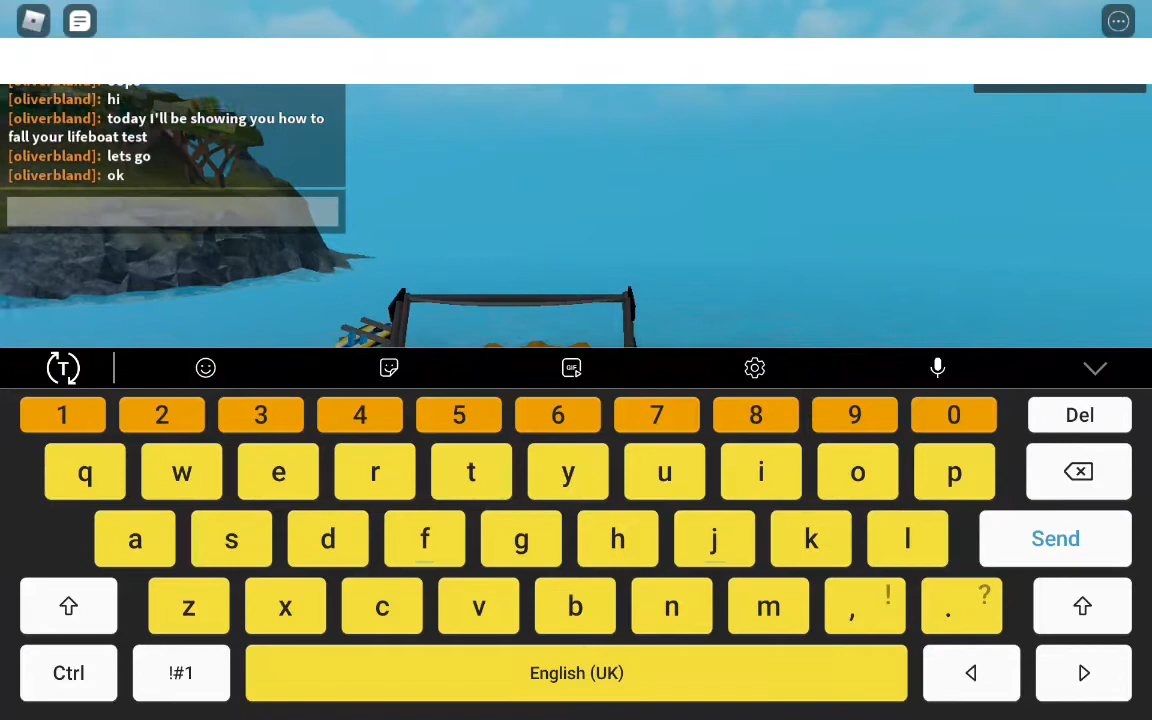 [oliverbland]: hi
[oliverbland]: today I'll be showing you how to
fall your lifeboat test
[oliverbland]: lets go
[oliverbland]: ok
GIF
1 2 3 4 5 6 7 8 9 0 Del
q w e r t y u i o p
a s d f g h j k l Send
z x c v b n m , ! . ?
Ctrl !#1 English (UK)